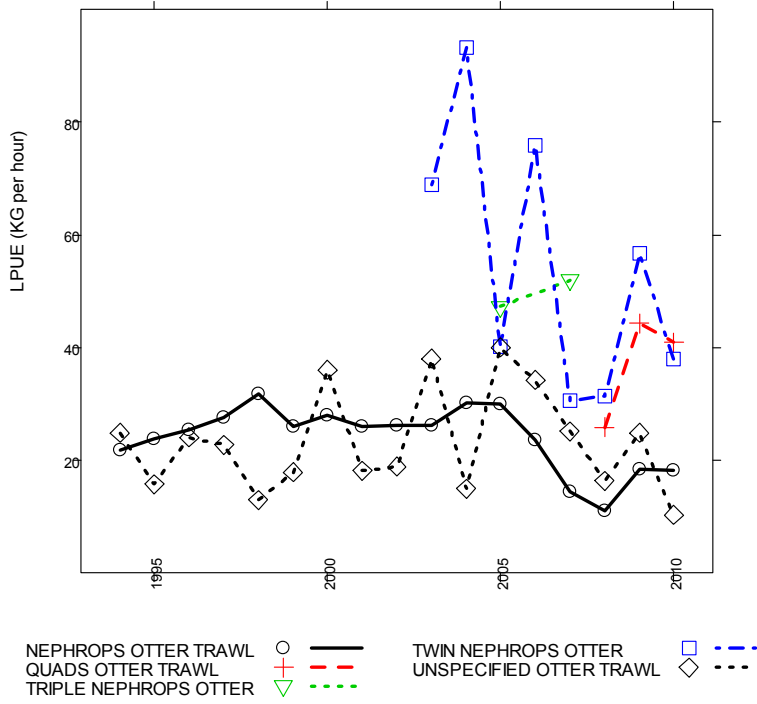 LPUE (KG per hour)
80
60
40
20
1995
2000
2005
2010
NEPHROPS OTTER TRAWL
QUADS OTTER TRAWL
TRIPLE NEPHROPS OTTER
TWIN NEPHROPS OTTER
UNSPECIFIED OTTER TRAWL